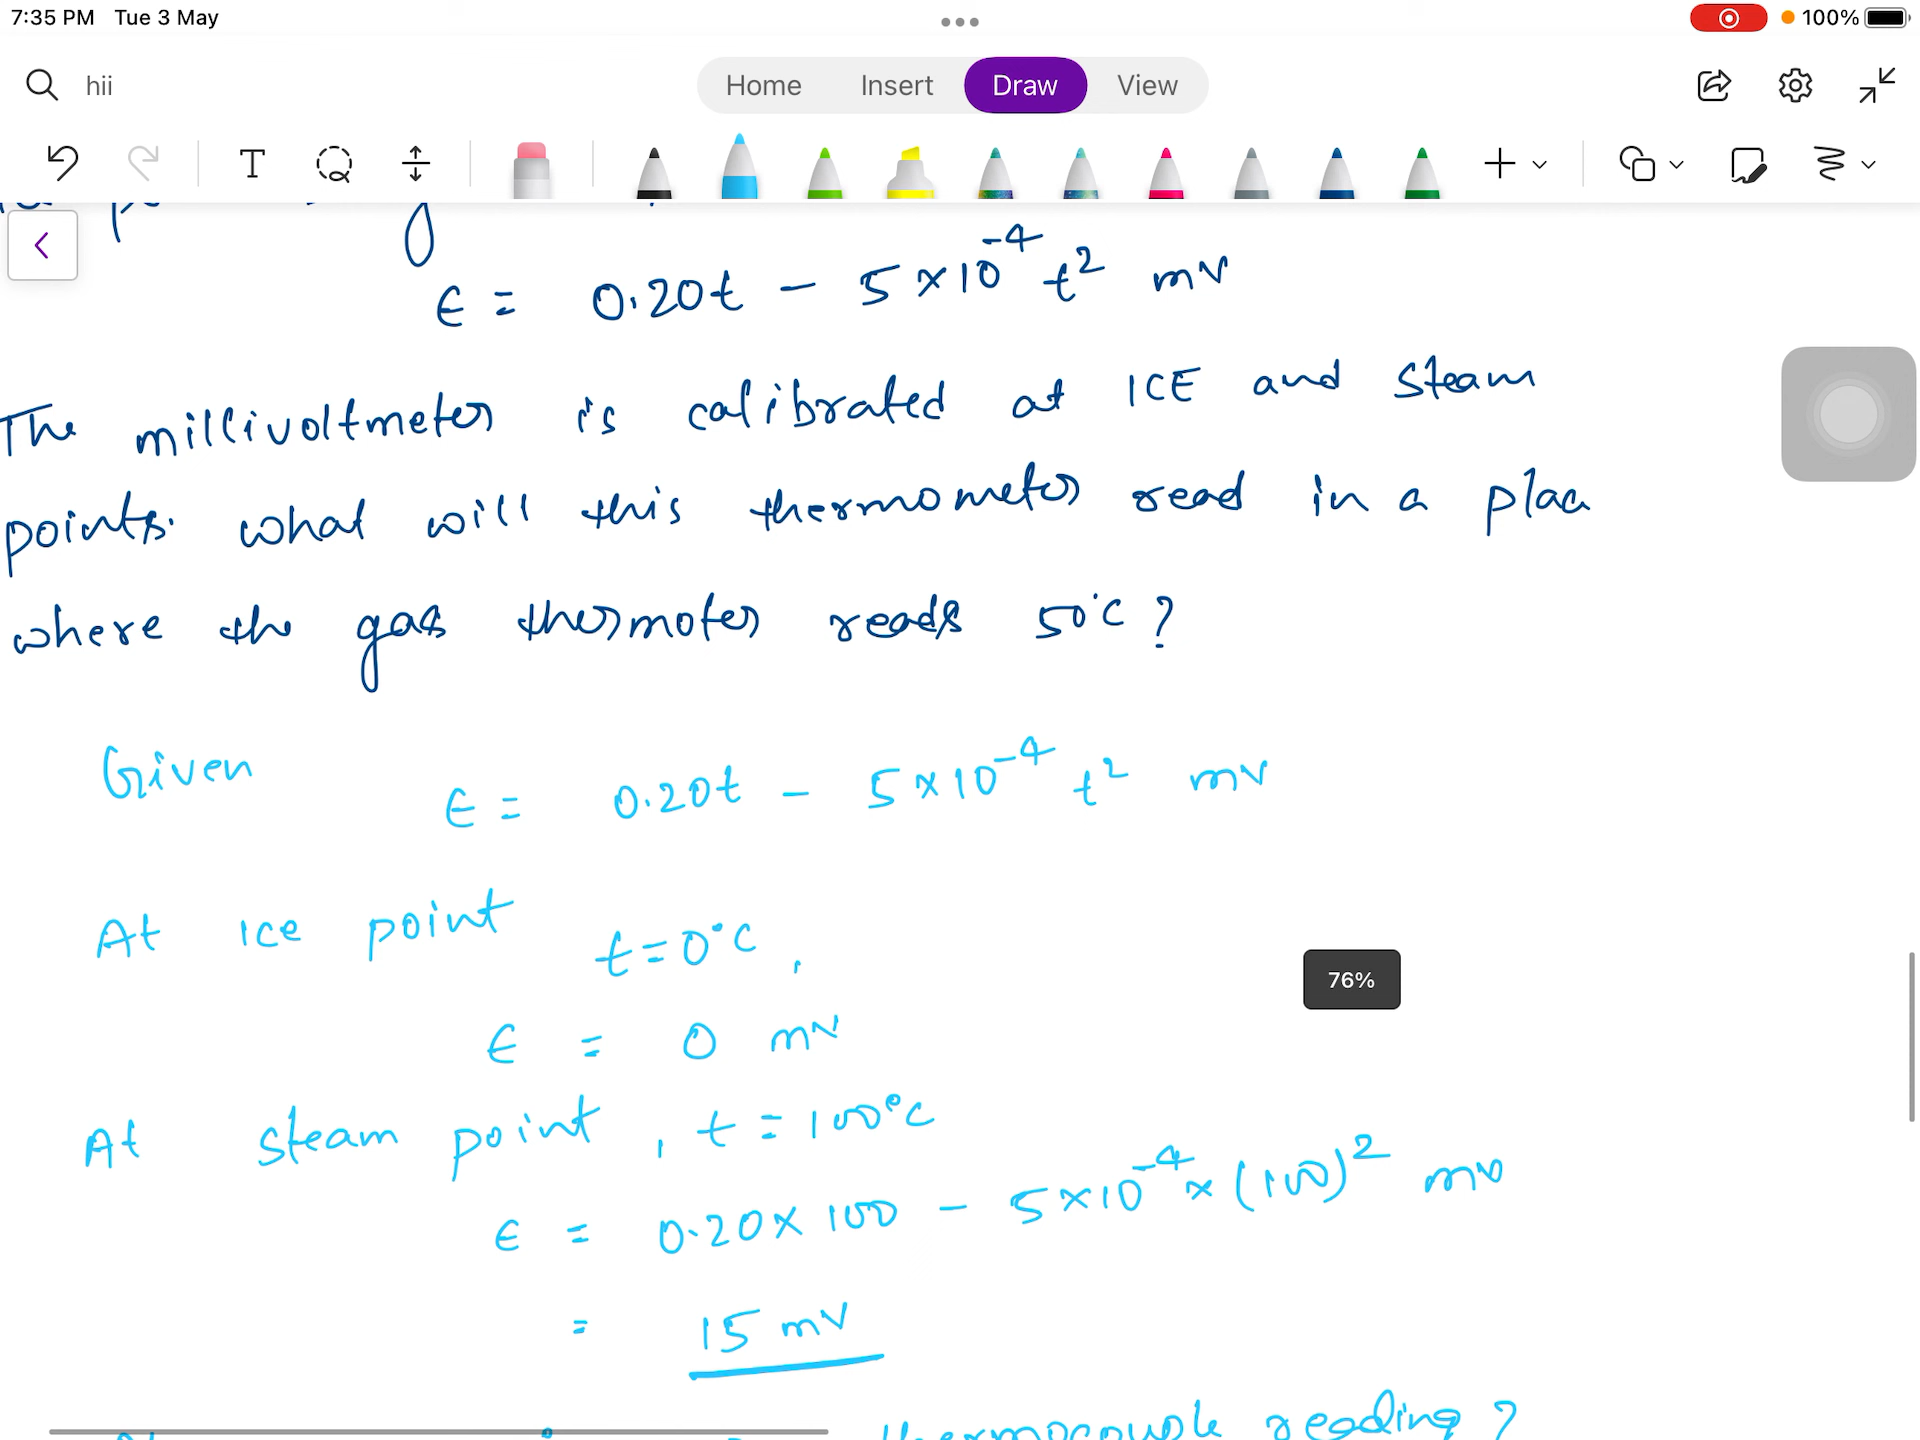 7:35 PM Tue 3 May 100%
hii Home Insert Draw View
T
ϵ = 0.20t - 5×10⁻⁴ t² mV
The millivoltmeter is calibrated at ICE and steam
points. what will this thermometer read in a plac
where the gas thermoter reads 50°C?
Given
ϵ = 0.20t - 5×10⁻⁴ t² mV
At ice point t=0°C,
ϵ = 0 mV
At steam point, t = 100°C
ϵ = 0.20×100 - 5×10⁻⁴ × (100)² mV
= 15 mV
thermocouple reading?
76%